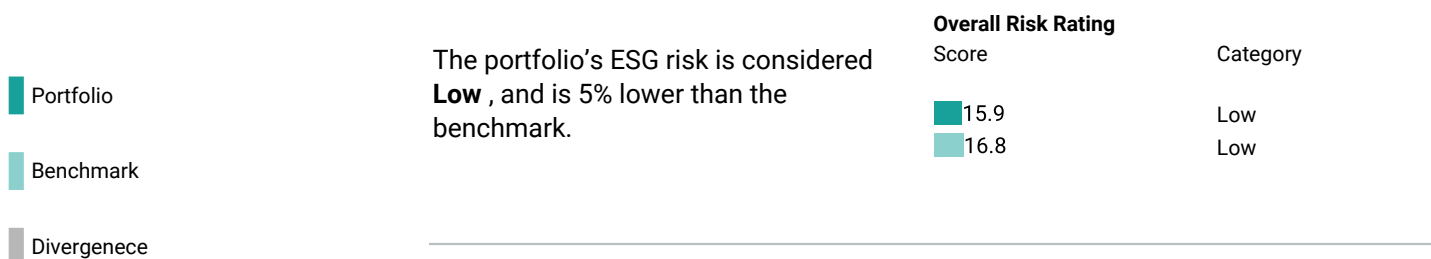 Portfolio
Benchmark
Divergenece
The portfolio's ESG risk is considered
Low , and is 5% lower than the
benchmark.
Overall Risk Rating
Score Category
15.9 Low
16.8 Low